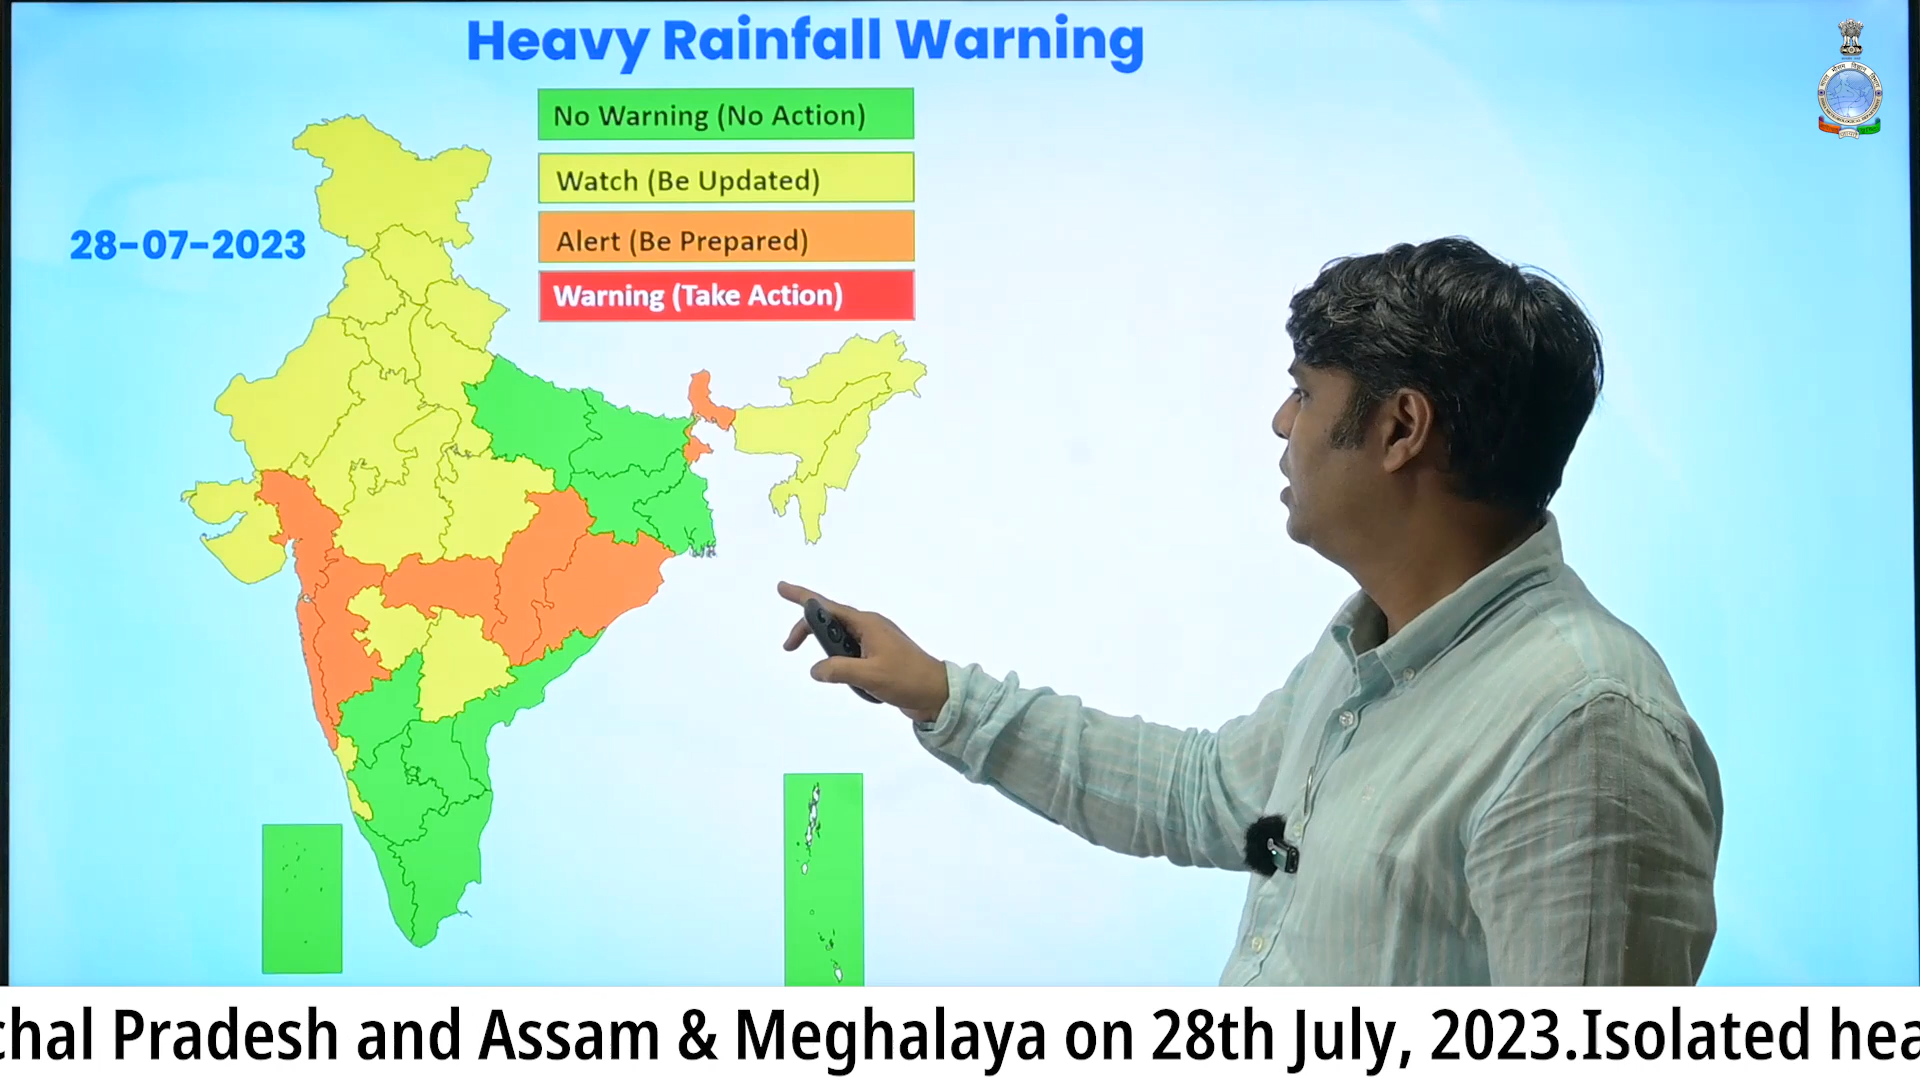 Heavy Rainfall Warning
No Warning (No Action)
Watch (Be Updated)
28-07-2023
Alert (Be Prepared)
Warning (Take Action)
chal Pradesh and Assam & Meghalaya on 28th July, 2023.Isolated hea